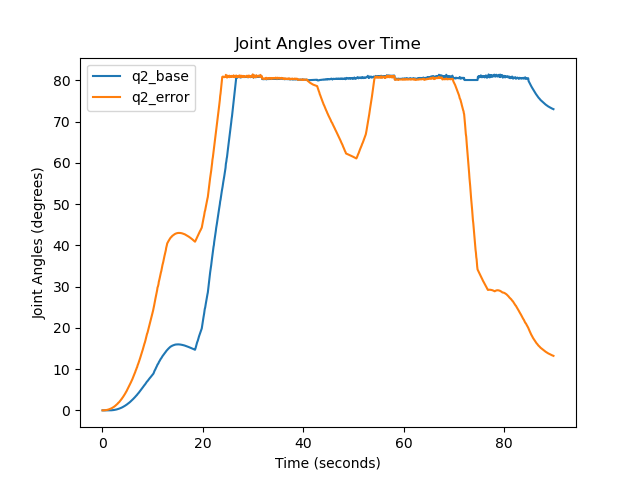 Joint Angles over Time
q2_base
q2_error
Joint Angles (degrees)
80
70
60
50
40
30
20
10
0
0 20 40 60 80
Time (seconds)